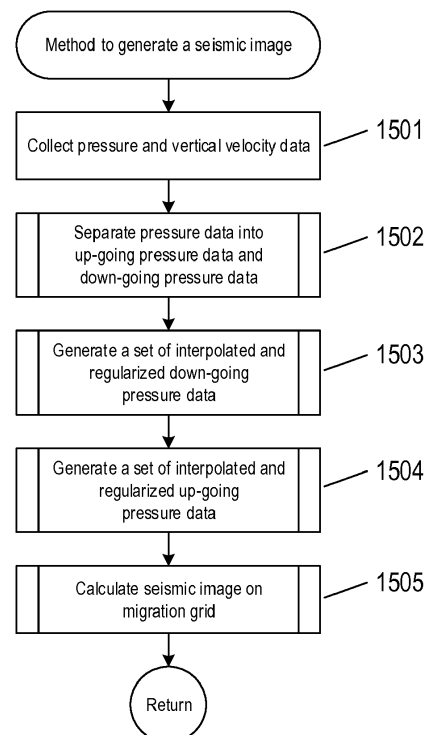 Method to generate a seismic image
Collect pressure and vertical velocity data
1501
Separate pressure data into
up-going pressure data and
down-going pressure data
1502
Generate a set of interpolated and
regularized down-going
pressure data
1503
Generate a set of interpolated and
regularized up-going
pressure data
1504
Calculate seismic image on
migration grid
1505
Return